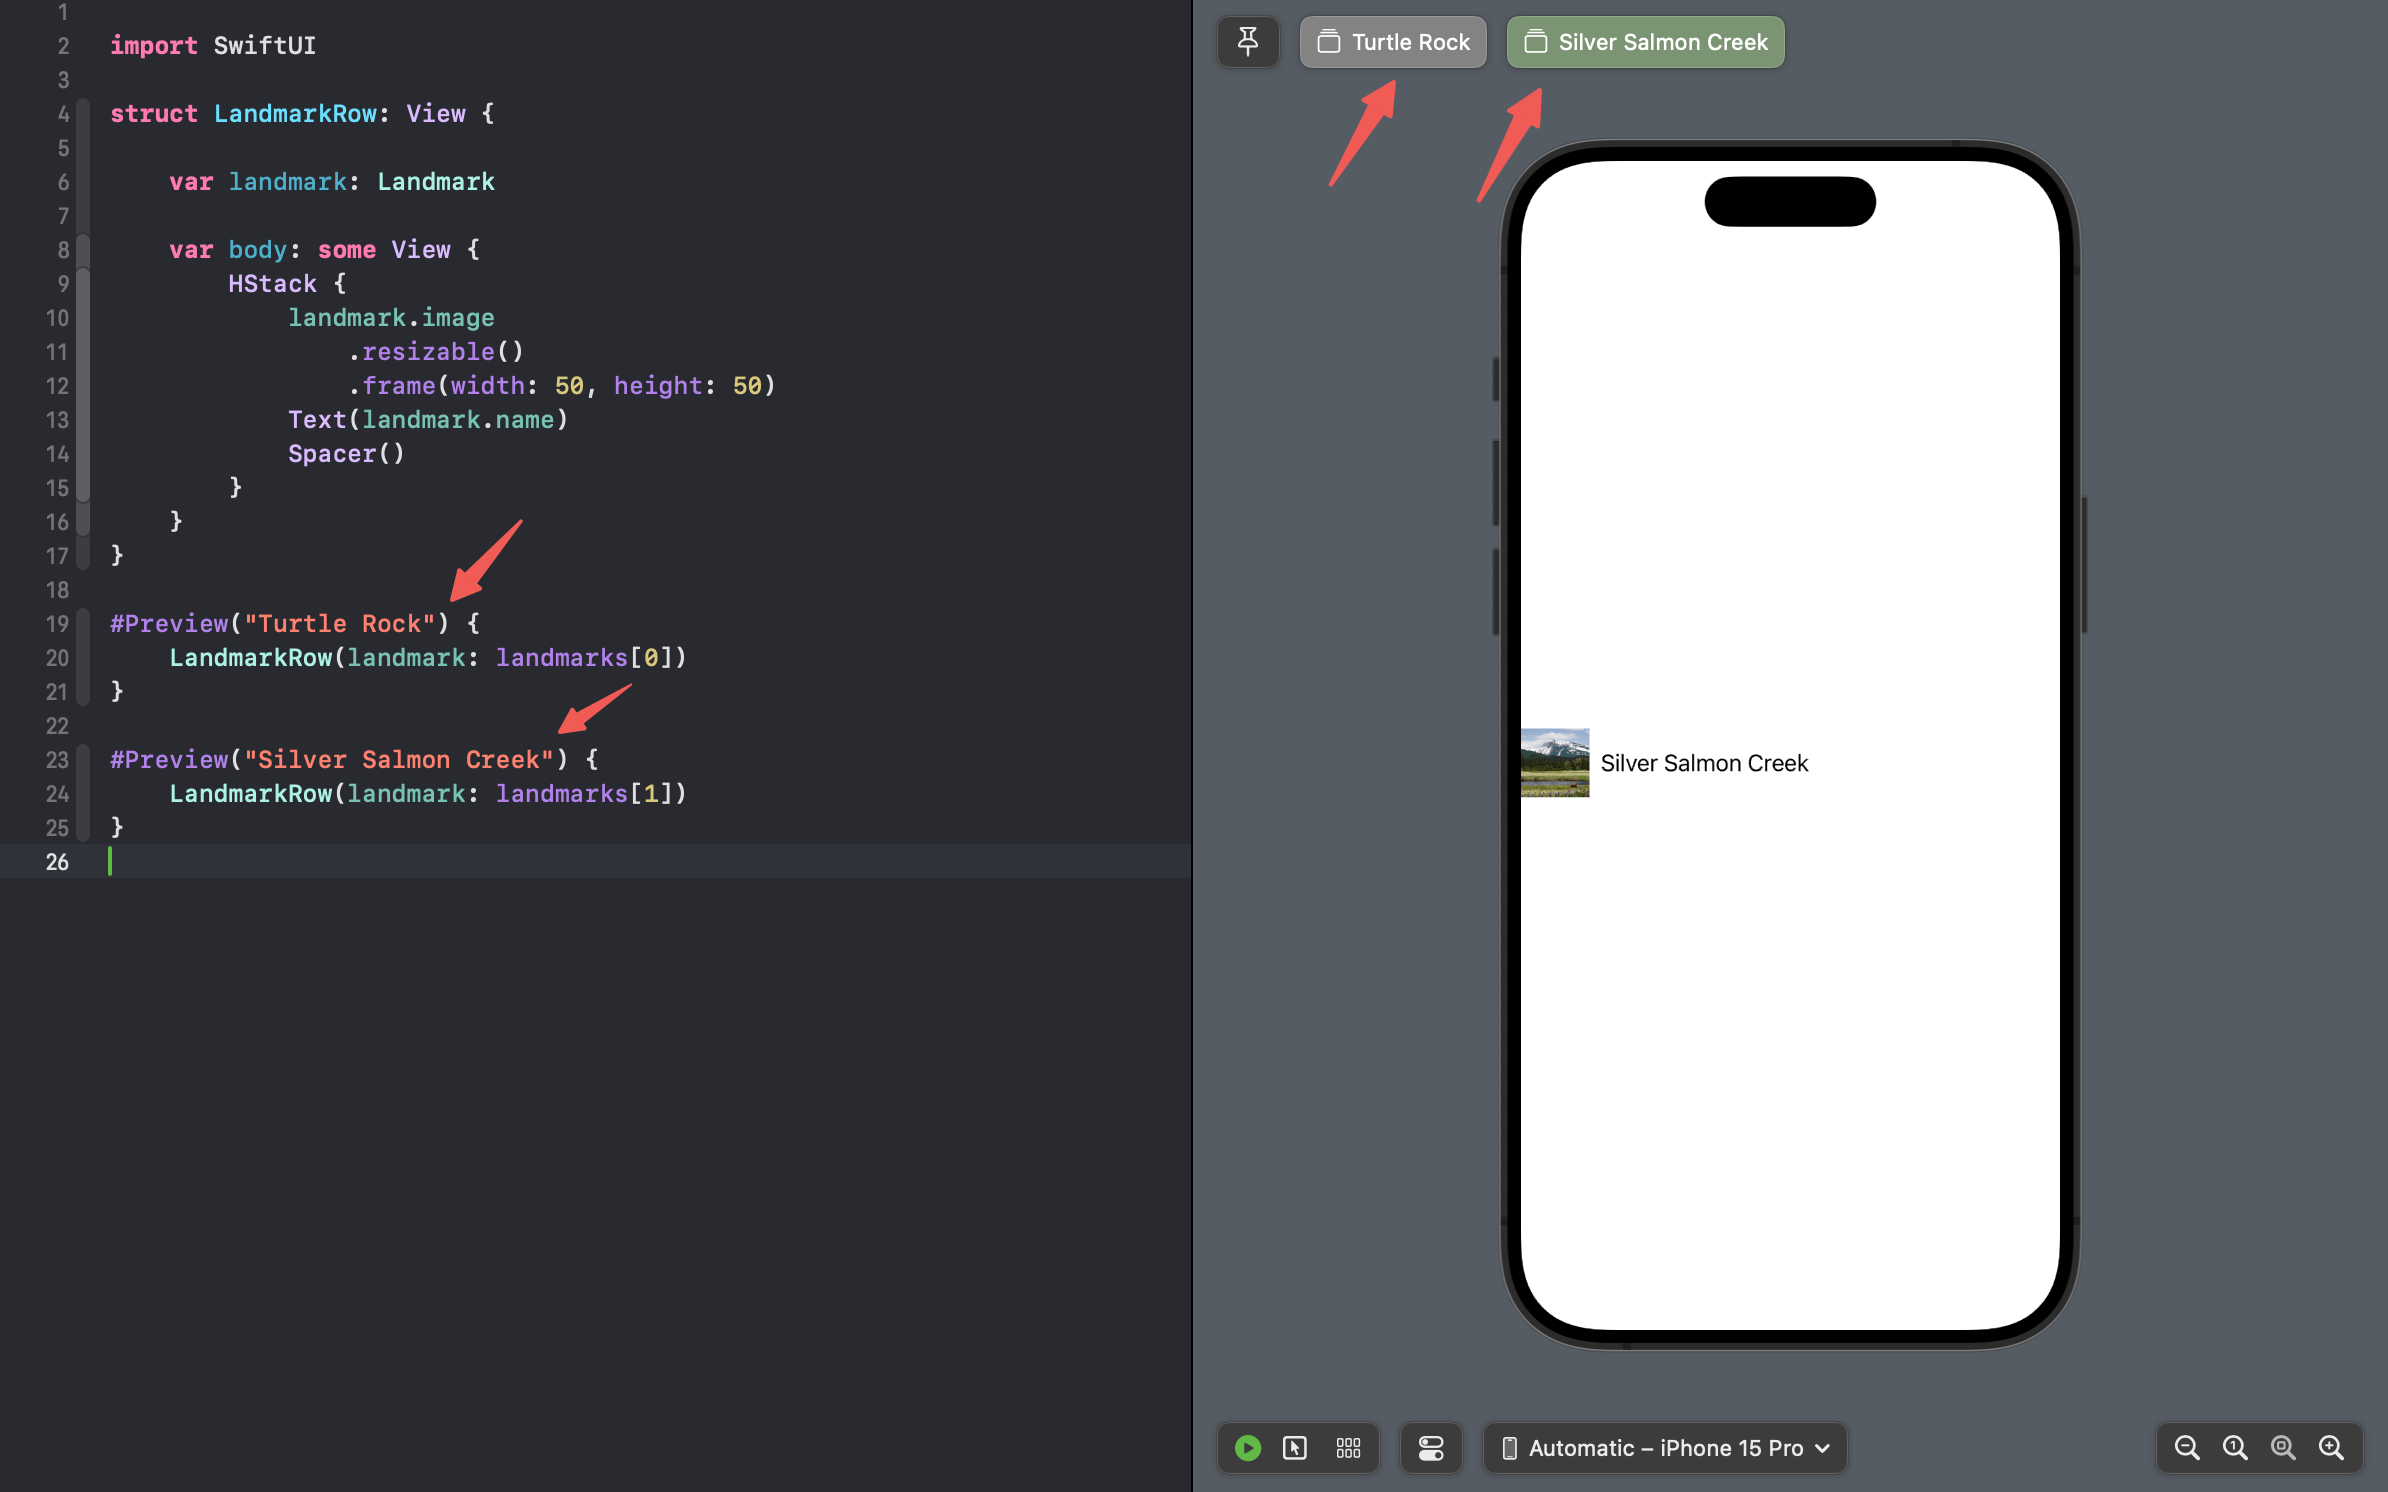 1
2 import SwiftUI
3
4 struct LandmarkRow: View {
5
6 var landmark: Landmark
7
8 var body: some View {
9 HStack {
10 landmark.image
11 .resizable()
12 .frame(width: 50, height: 50)
13 Text(landmark.name)
14 Spacer()
15 }
16 }
17 }
18
19 #Preview("Turtle Rock") {
20 LandmarkRow(landmark: landmarks[0])
21 }
22
23 #Preview("Silver Salmon Creek") {
24 LandmarkRow(landmark: landmarks[1])
25 }
26
Turtle Rock
Silver Salmon Creek
Silver Salmon Creek
Automatic – iPhone 15 Pro